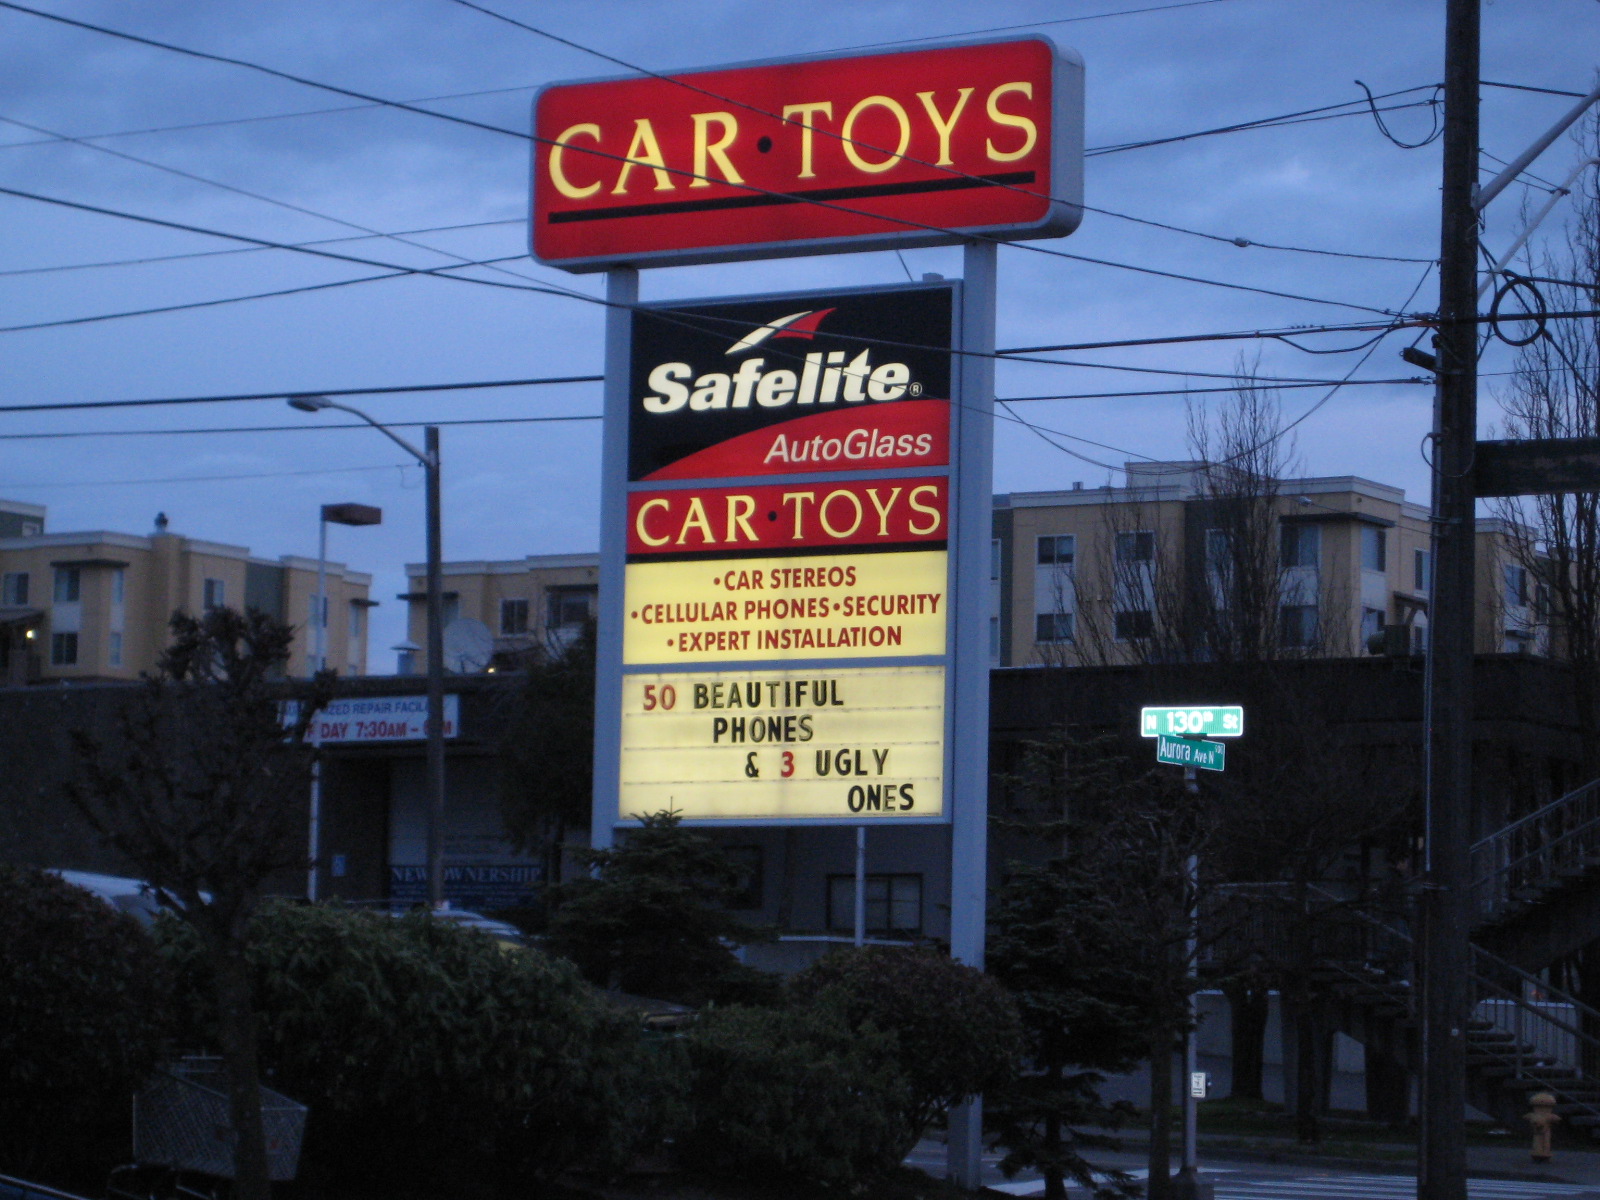 CAR • TOYS
Safelite®
AutoGlass
CAR • TOYS
• CAR STEREOS
• CELLULAR PHONES • SECURITY
• EXPERT INSTALLATION
50 BEAUTIFUL
PHONES
& 3 UGLY
ONES
REPAIR
DAY 7:30AM –
NEW OWNERSHIP
N 130th St
Aurora Ave N